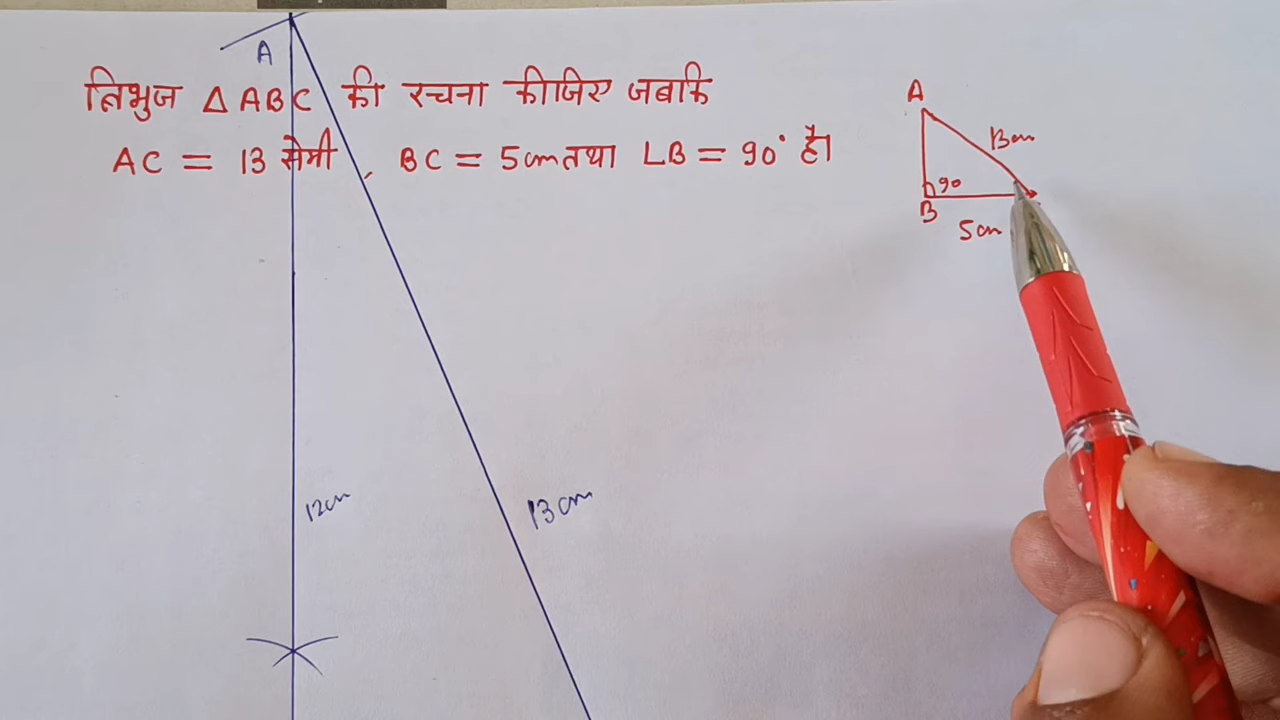 A
त्रिभुज △ABC की रचना कीजिए जबकि
AC = 13 सेमी, BC = 5cm तथा ∠B = 90° है।
A
13cm
90
B
5cm
12cm
13cm